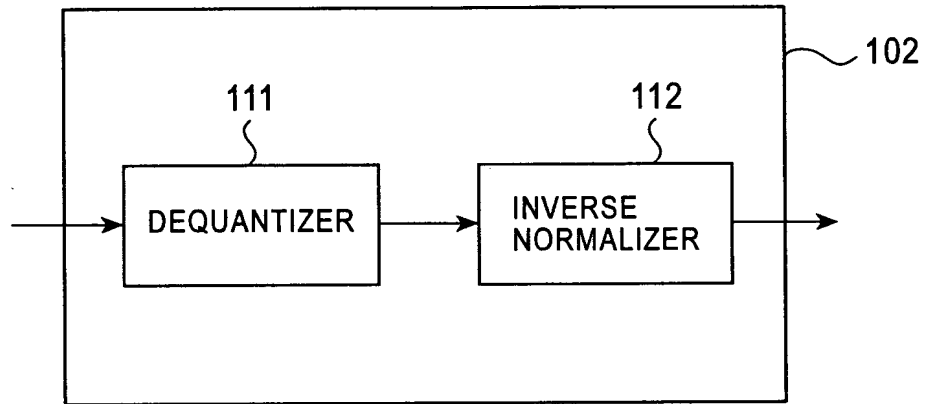 102
111
112
DEQUANTIZER
INVERSE
NORMALIZER